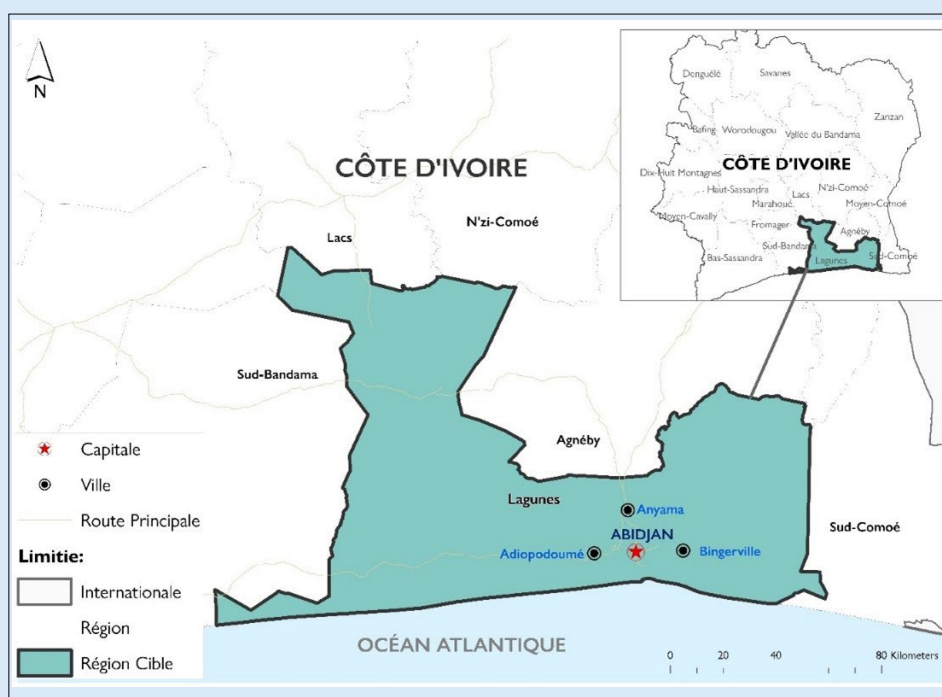 N
CÔTE D'IVOIRE
N'zi-Comoé
Lacs
Sud-Bandama
Agnéby
Lagunes
Anyama
ABIDJAN
Adiopodoumé
Bingerville
Sud-Comoé
OCÉAN ATLANTIQUE
Capitale
Ville
Route Principale
Limitie:
Internationale
Région
Région Cible
0 20 40 80 Kilometers
Denguélé
Savanes
Zanzan
Bafing
Worodougou
Vallée du Bandama
CÔTE D'IVOIRE
Dix-Huit Montagnes
Haut-Sassandra
Marahoué
Lacs
N'zi-Comoé
Moyen-Comoé
Moyen-Cavally
Fromager
Agnéby
Bas-Sassandra
Sud-Bandama
Lagunes
Sud-Comoé